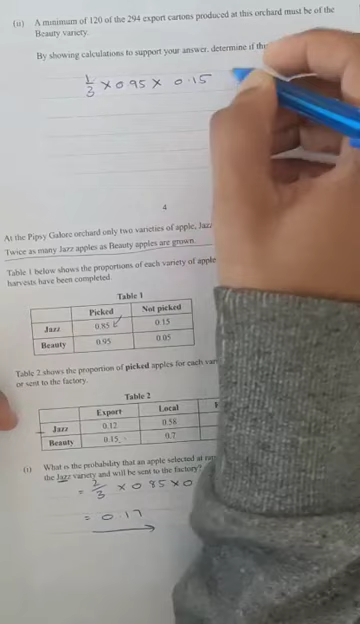 (ii) A minimum of 120 of the 294 export cartons produced at this orchard must be of the
Beauty variety.
By showing calculations to support your answer, determine if
1/3 × 0.95 × 0.15
4
At the Pipsy Galore orchard only two varieties of apple, Jazz
Twice as many Jazz apples as Beauty apples are grown.
Table 1 below shows the proportions of each variety of apple
harvests have been completed.
Table 1
Picked Not picked
Jazz 0.85 0.15
Beauty 0.95 0.05
Table 2 shows the proportion of picked apples for each
or sent to the factory.
Table 2
Export Local
Jazz 0.12 0.58
Beauty 0.15 0.7
(i) What is the probability that an apple selected at
the Jazz variety and will be sent to the factory?
= 2/3 × 0.85 × 0
= 0.17